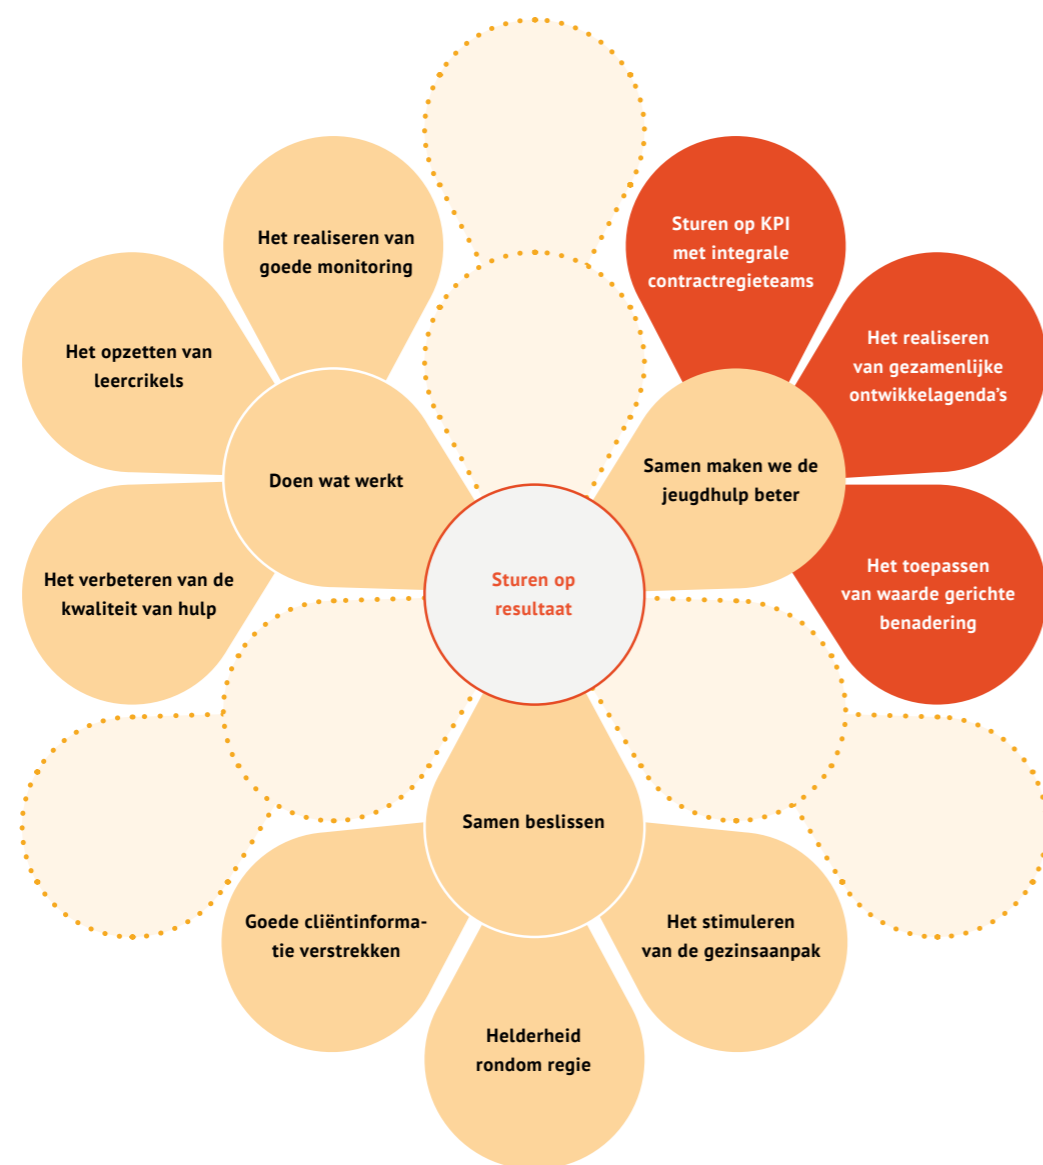 Sturen op KPI
met integrale
contractregieteams
Het realiseren van
goede monitoring
Het realiseren
van gezamenlijke
ontwikkelagenda’s
Het opzetten van
leercrikels
Samen maken we de
jeugdhulp beter
Doen wat werkt
Het toepassen
van waarde gerichte
benadering
Het verbeteren van de
kwaliteit van hulp
Sturen op
resultaat
Samen beslissen
Goede cliëntinforma-
tie verstrekken
Het stimuleren
van de gezinsaanpak
Helderheid
rondom regie